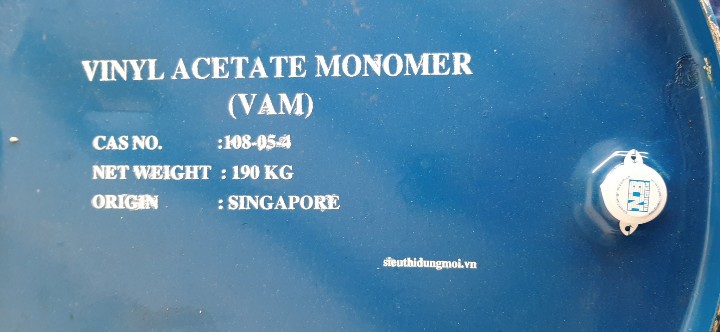 VINYL ACETATE MONOMER
(VAM)
CAS NO. :108-05-4
NET WEIGHT : 190 KG
ORIGIN : SINGAPORE
sieuthidungmoi.vn